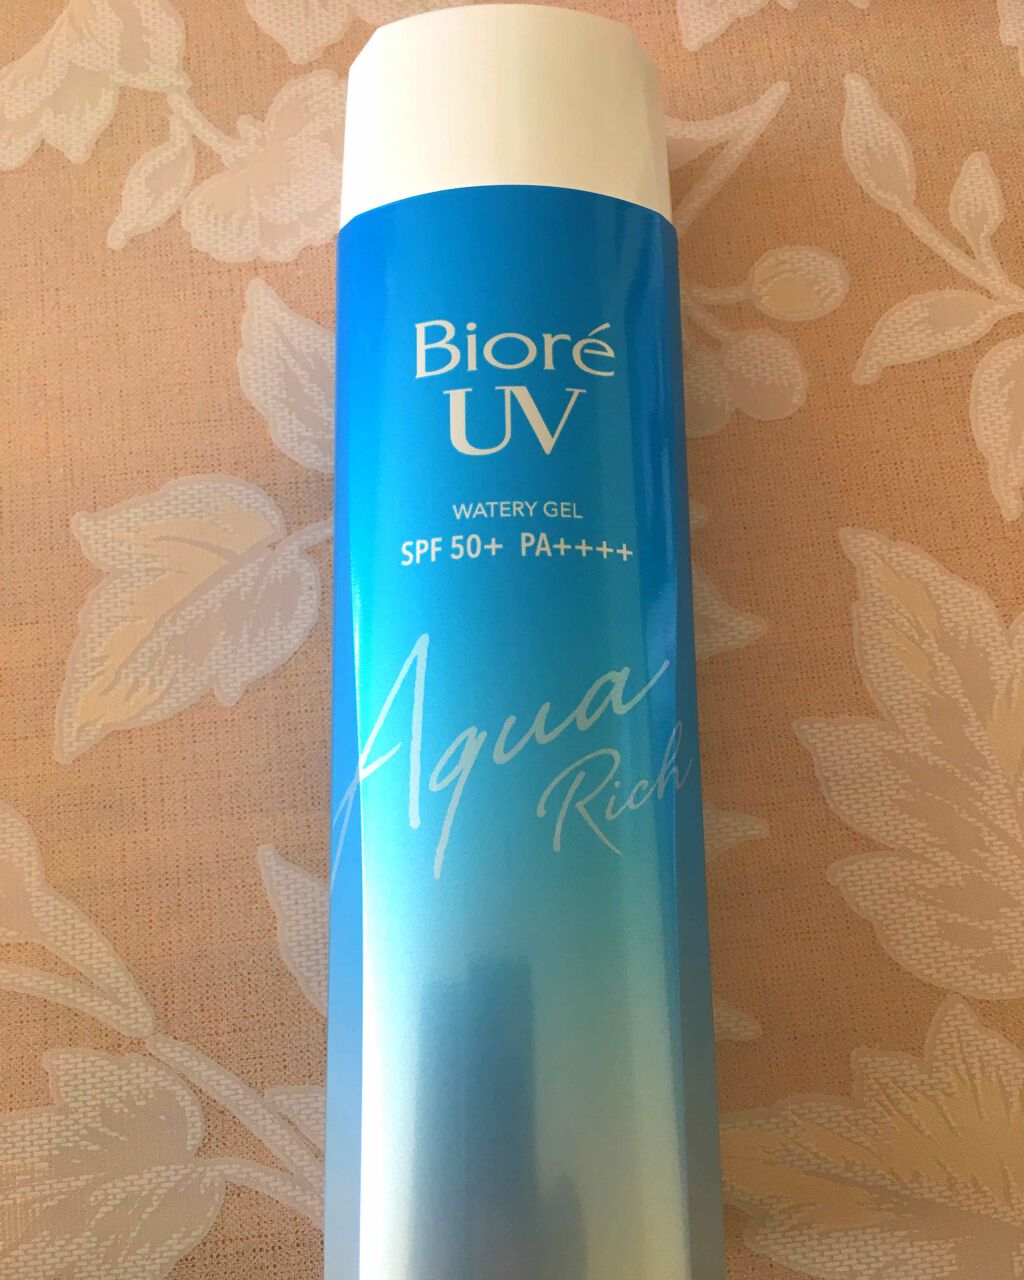 Bioré
UV
WATERY GEL
SPF 50+ PA++++
Aqua
Rich